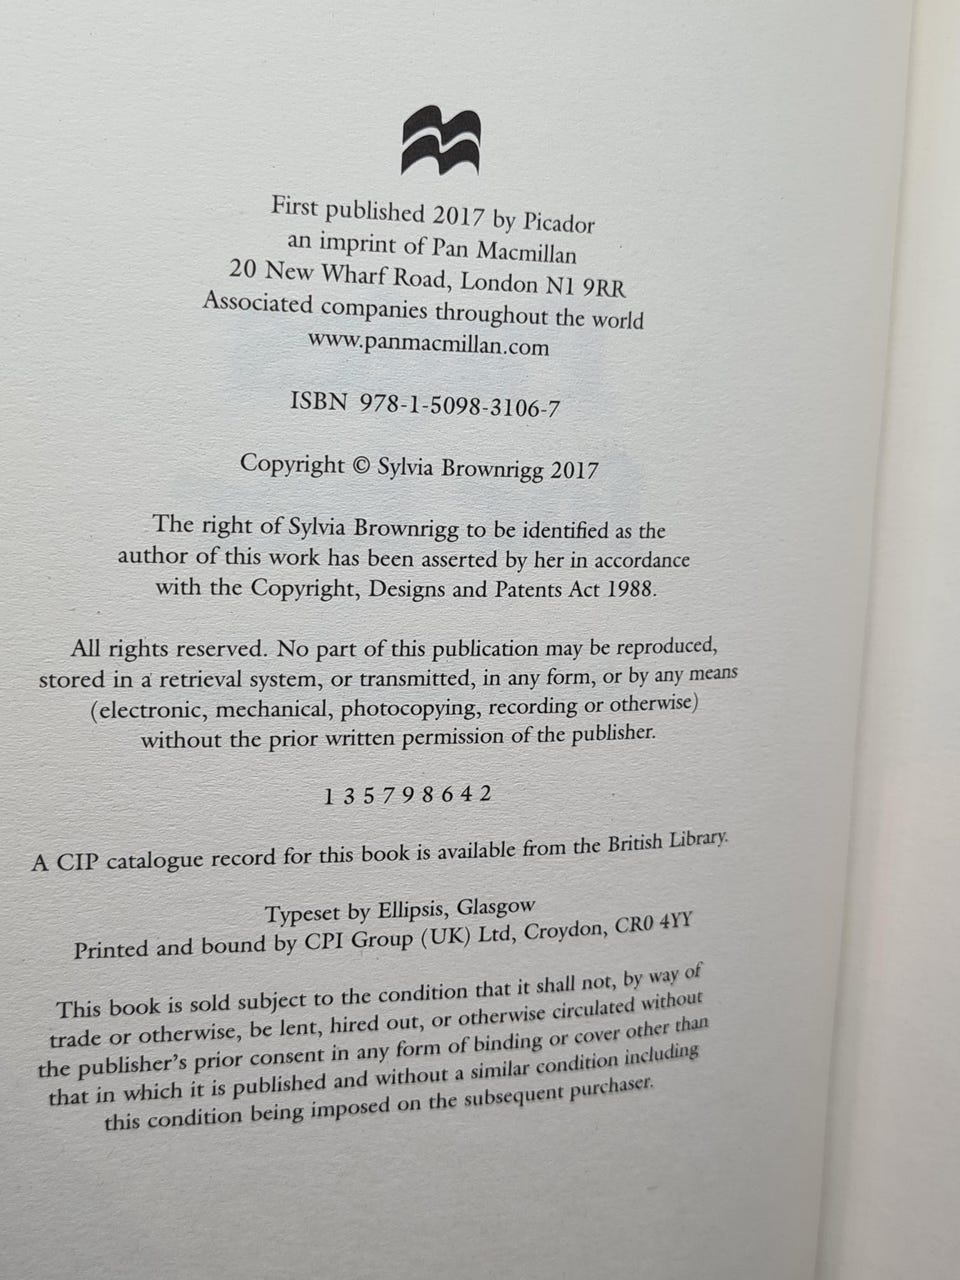 First published 2017 by Picador
an imprint of Pan Macmillan
20 New Wharf Road, London N1 9RR
Associated companies throughout the world
www.panmacmillan.com
ISBN 978-1-5098-3106-7
Copyright © Sylvia Brownrigg 2017
The right of Sylvia Brownrigg to be identified as the
author of this work has been asserted by her in accordance
with the Copyright, Designs and Patents Act 1988.
All rights reserved. No part of this publication may be reproduced,
stored in a retrieval system, or transmitted, in any form, or by any means
(electronic, mechanical, photocopying, recording or otherwise)
without the prior written permission of the publisher.
1 3 5 7 9 8 6 4 2
A CIP catalogue record for this book is available from the British Library.
Typeset by Ellipsis, Glasgow
Printed and bound by CPI Group (UK) Ltd, Croydon, CR0 4YY
This book is sold subject to the condition that it shall not, by way of
trade or otherwise, be lent, hired out, or otherwise circulated without
the publisher's prior consent in any form of binding or cover other than
that in which it is published and without a similar condition including
this condition being imposed on the subsequent purchaser.